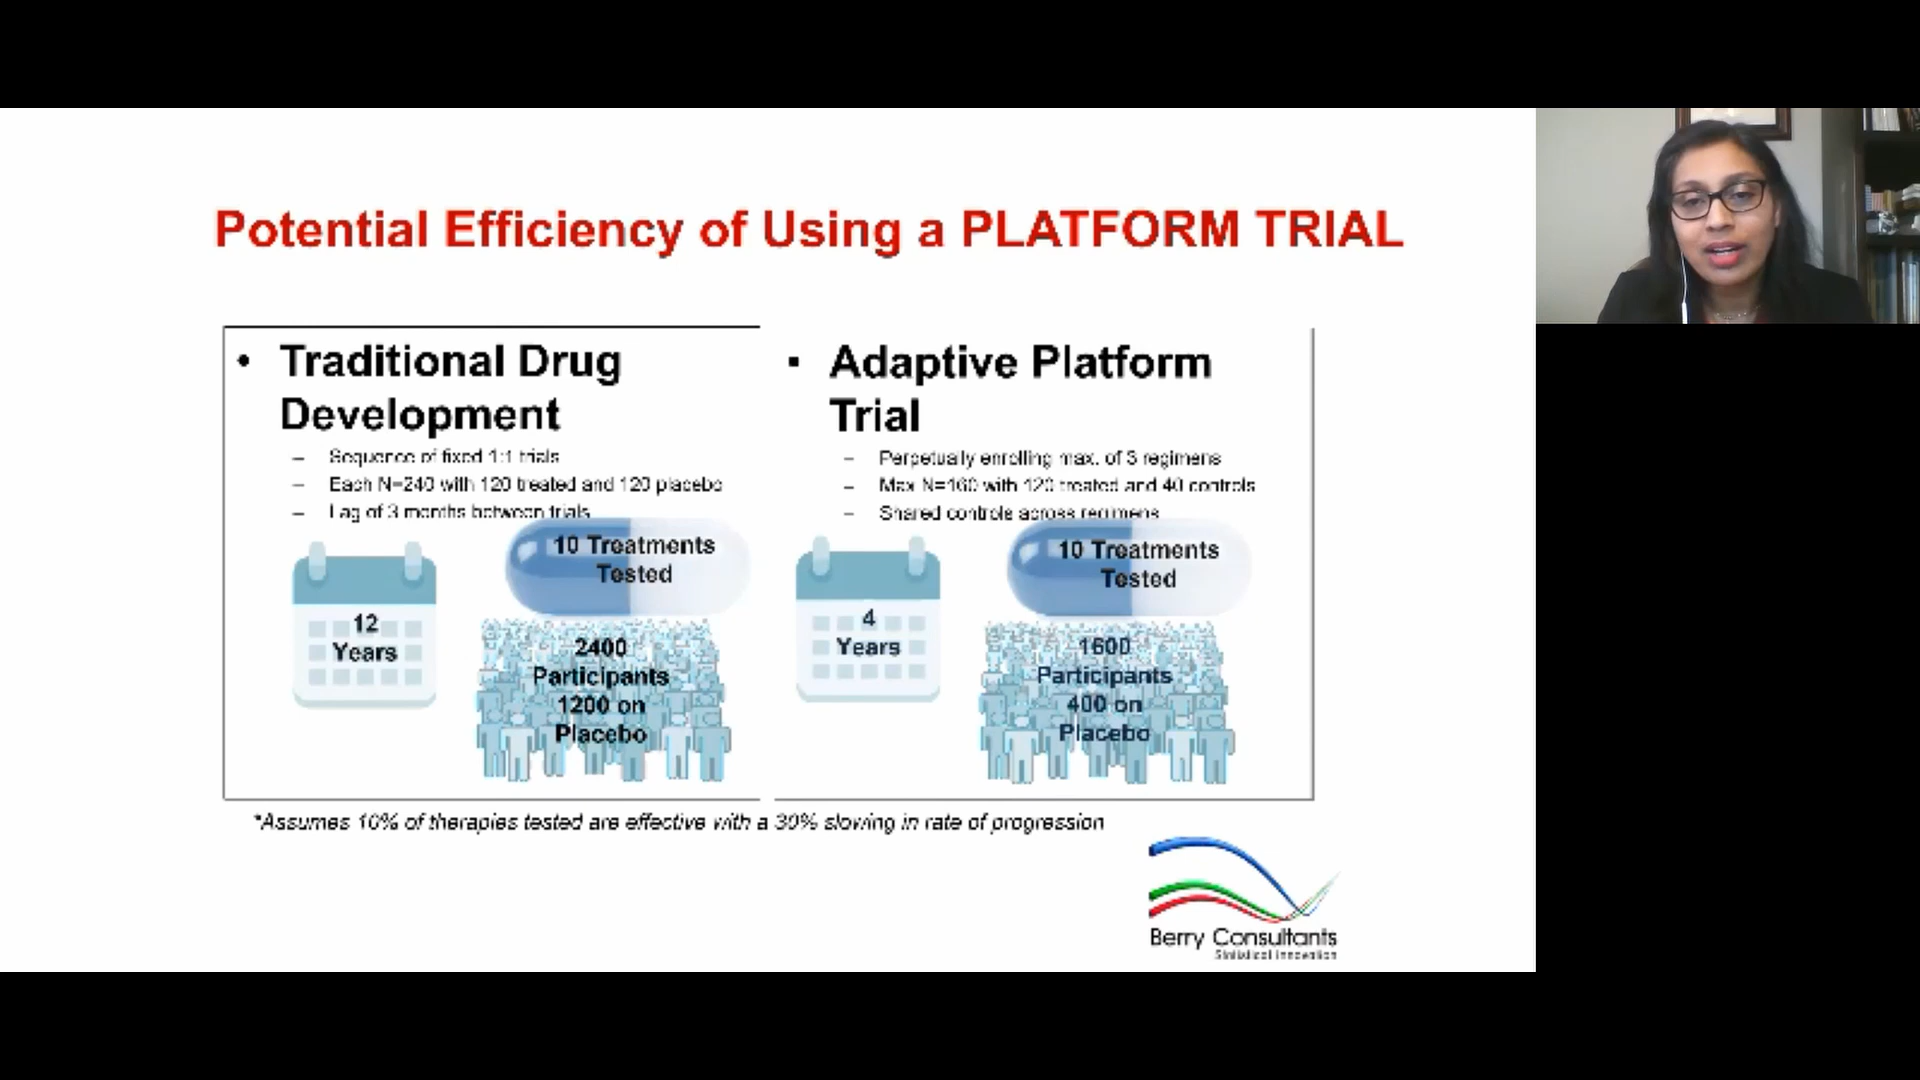 Potential Efficiency of Using a PLATFORM TRIAL
• Traditional Drug
Development
– Sequence of fixed 1:1 trials
– Each N=240 with 120 treated and 120 placebo
– Lag of 3 months between trials
12
Years
10 Treatments
Tested
2400
Participants
1200 on
Placebo
▪ Adaptive Platform
Trial
– Perpetually enrolling max. of 3 regimens
– Max N=160 with 120 treated and 40 controls
– Shared controls across regimens
4
Years
10 Treatments
Tested
1600
Participants
400 on
Placebo
*Assumes 10% of therapies tested are effective with a 30% slowing in rate of progression
Berry Consultants
Statistical Innovation